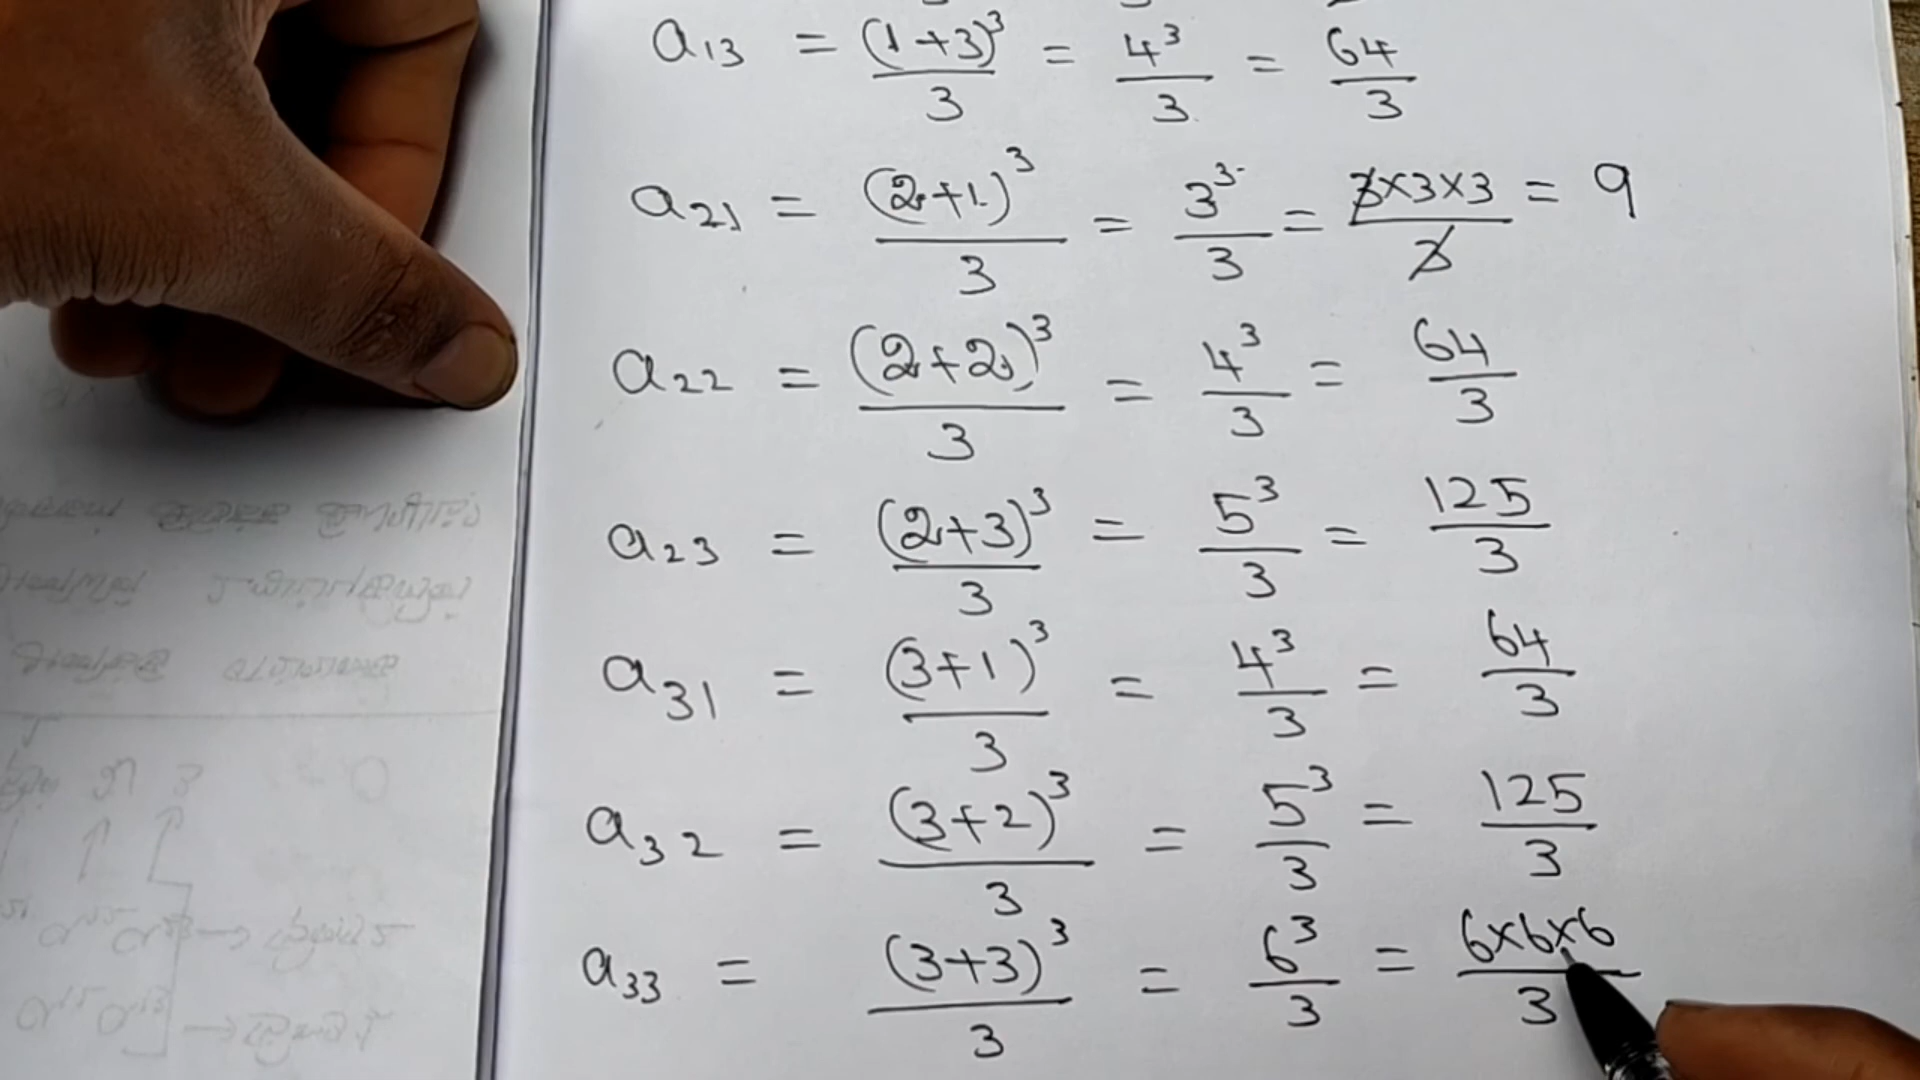 a₁₃ = (1+3)³/3 = 4³/3 = 64/3
a₂₁ = (2+1)³/3 = 3³/3 = 3×3×3/3 = 9
a₂₂ = (2+2)³/3 = 4³/3 = 64/3
a₂₃ = (2+3)³/3 = 5³/3 = 125/3
a₃₁ = (3+1)³/3 = 4³/3 = 64/3
a₃₂ = (3+2)³/3 = 5³/3 = 125/3
a₃₃ = (3+3)³/3 = 6³/3 = 6×6×6/3